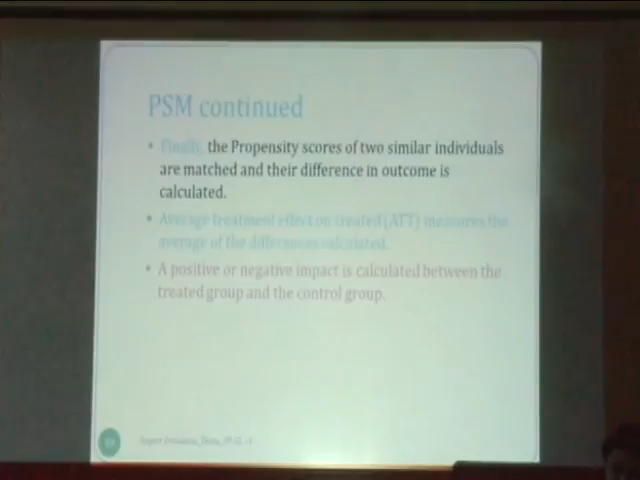 PSM continued
• Finally, the Propensity scores of two similar individuals
are matched and their difference in outcome is
calculated.
• Average treatment effect on treated (ATT) measures the
average of the differences calculated.
• A positive or negative impact is calculated between the
treated group and the control group.